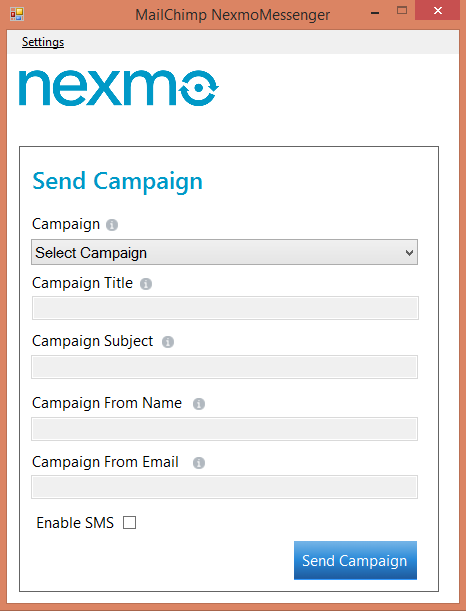 MailChimp NexmoMessenger
Settings
nexmo
Send Campaign
Campaign
Select Campaign
Campaign Title
Campaign Subject
Campaign From Name
Campaign From Email
Enable SMS
Send Campaign